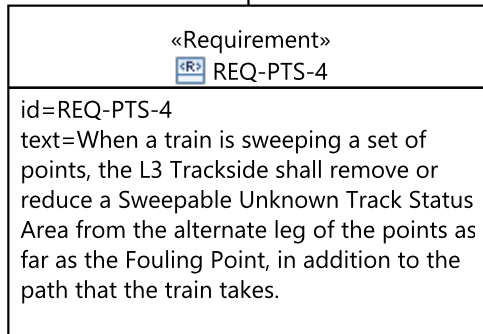 «Requirement»
<R> REQ-PTS-4
id=REQ-PTS-4
text=When a train is sweeping a set of
points, the L3 Trackside shall remove or
reduce a Sweepable Unknown Track Status
Area from the alternate leg of the points as
far as the Fouling Point, in addition to the
path that the train takes.